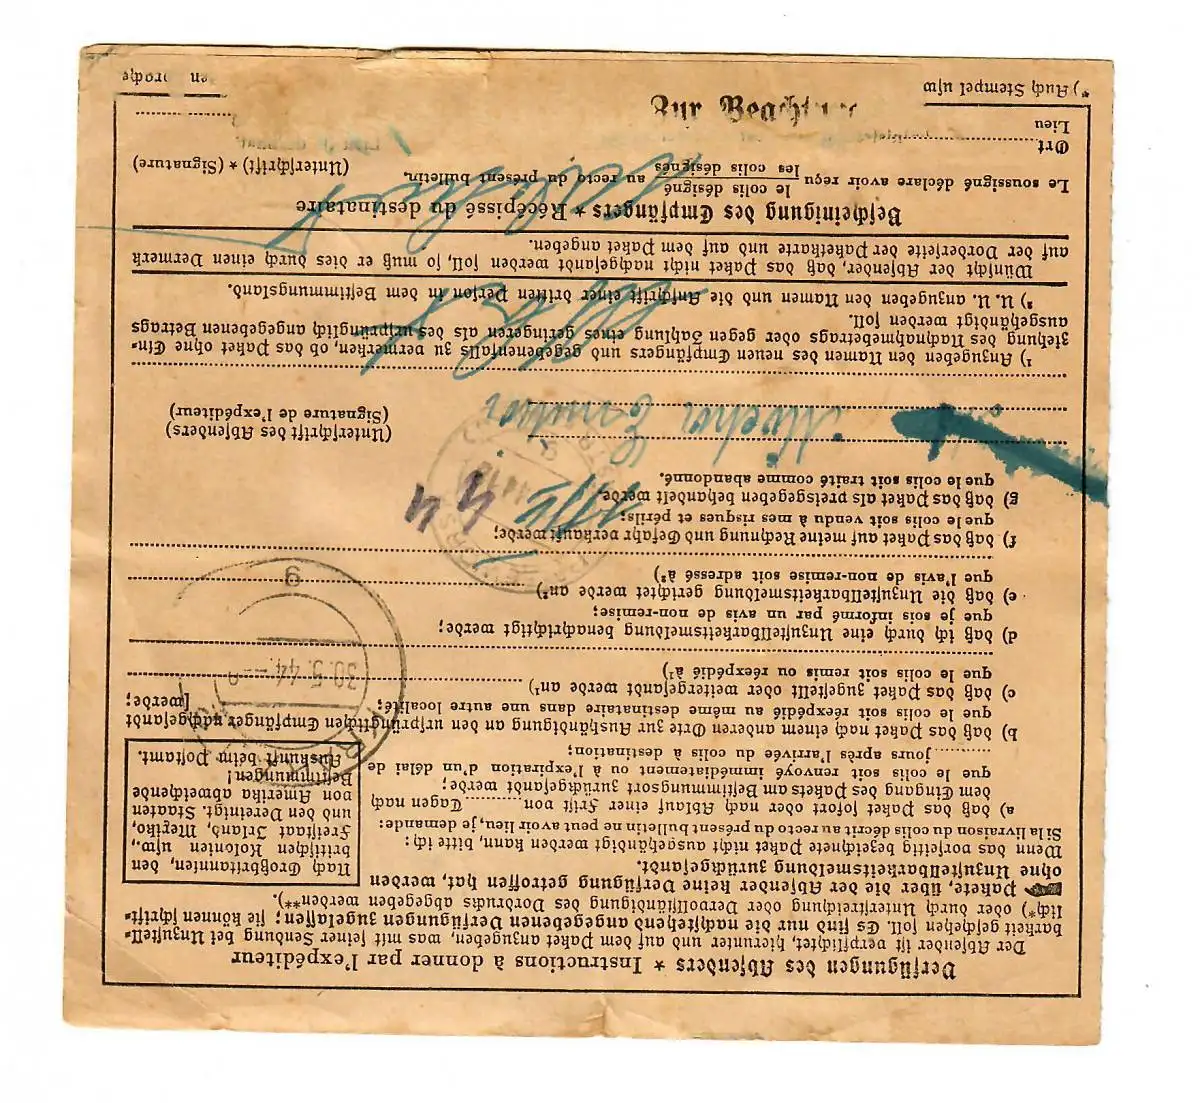 Verfügungen des Absenders * Instructions à donner par l'expéditeur
Der Absender ist verpflichtet, hierunter und auf dem Paket anzugeben, was mit seiner Sendung bei Unzustell-
barkeit geschehen soll. Es sind nur die nachstehend angegebenen Verfügungen zugelassen; sie können schrift-
lich*) oder durch Unterstreichung oder Vervollständigung des Vordrucks abgegeben werden**).
Pakete, über die der Absender keine Verfügung getroffen hat, werden
ohne Unzustellbarkeitsmeldung zurückgesandt.
Wenn das vorseitig bezeichnete Paket nicht ausgehändigt werden kann, bitte ich:
Si la livraison du colis décrit au recto du présent bulletin ne peut avoir lieu, je demande:
a) daß das Paket sofort oder nach Ablauf einer Frist von .......... Tagen nach
dem Eingang des Pakets am Bestimmungsort zurückgesandt werde;
que le colis soit renvoyé immédiatement ou à l'expiration d'un délai de
.......... jours après l'arrivée du colis à destination;
Nach Großbritannien, den
britischen Kolonien usw.,
Freistaat Irland, Mexiko,
und den Vereinigt. Staaten
von Amerika abweichende
Bestimmungen!
Auskunft beim Postamt.
b) daß das Paket nach einem anderen Orte zur Aushändigung an den ursprünglichen Empfänger nachgesandt
[werde;
que le colis soit réexpédié au même destinataire dans une autre localité;
c) daß das Paket zugestellt oder weitergesandt werde an¹)
que le colis soit remis ou réexpédié à¹)
30.5.44
d) daß ich durch eine Unzustellbarkeitsmeldung benachrichtigt werde;
que je sois informé par un avis de non-remise;
e) daß die Unzustellbarkeitsmeldung gerichtet werde an²)
que l'avis de non-remise soit adressé à²)
9
f) daß das Paket auf meine Rechnung und Gefahr verkauft werde;
que le colis soit vendu à mes risques et périls;
g) daß das Paket als preisgegeben behandelt werde.
que le colis soit traité comme abandonné.
44
(Unterschrift des Absenders)
(Signature de l'expéditeur)
¹) Anzugeben den Namen des neuen Empfängers und gegebenenfalls zu vermerken, ob das Paket ohne Ein-
ziehung des Nachnahmebetrags oder gegen Zahlung eines geringeren als des ursprünglich angegebenen Betrags
ausgehändigt werden soll.
²) U. U. anzugeben den Namen und die Anschrift einer dritten Person in dem Bestimmungsland.
Wünscht der Absender, daß das Paket nicht nachgesandt werden soll, so muß er dies durch einen Vermerk
auf der Vorderseite der Paketkarte und auf dem Paket angeben.
Bescheinigung des Empfängers * Récépissé du destinataire
Le soussigné déclare avoir reçu le colis désigné
les colis désignés au recto du présent bulletin.
(Unterschrift) * (Signature)
Ort
Lieu
Zur
*) Auch Stempel usw